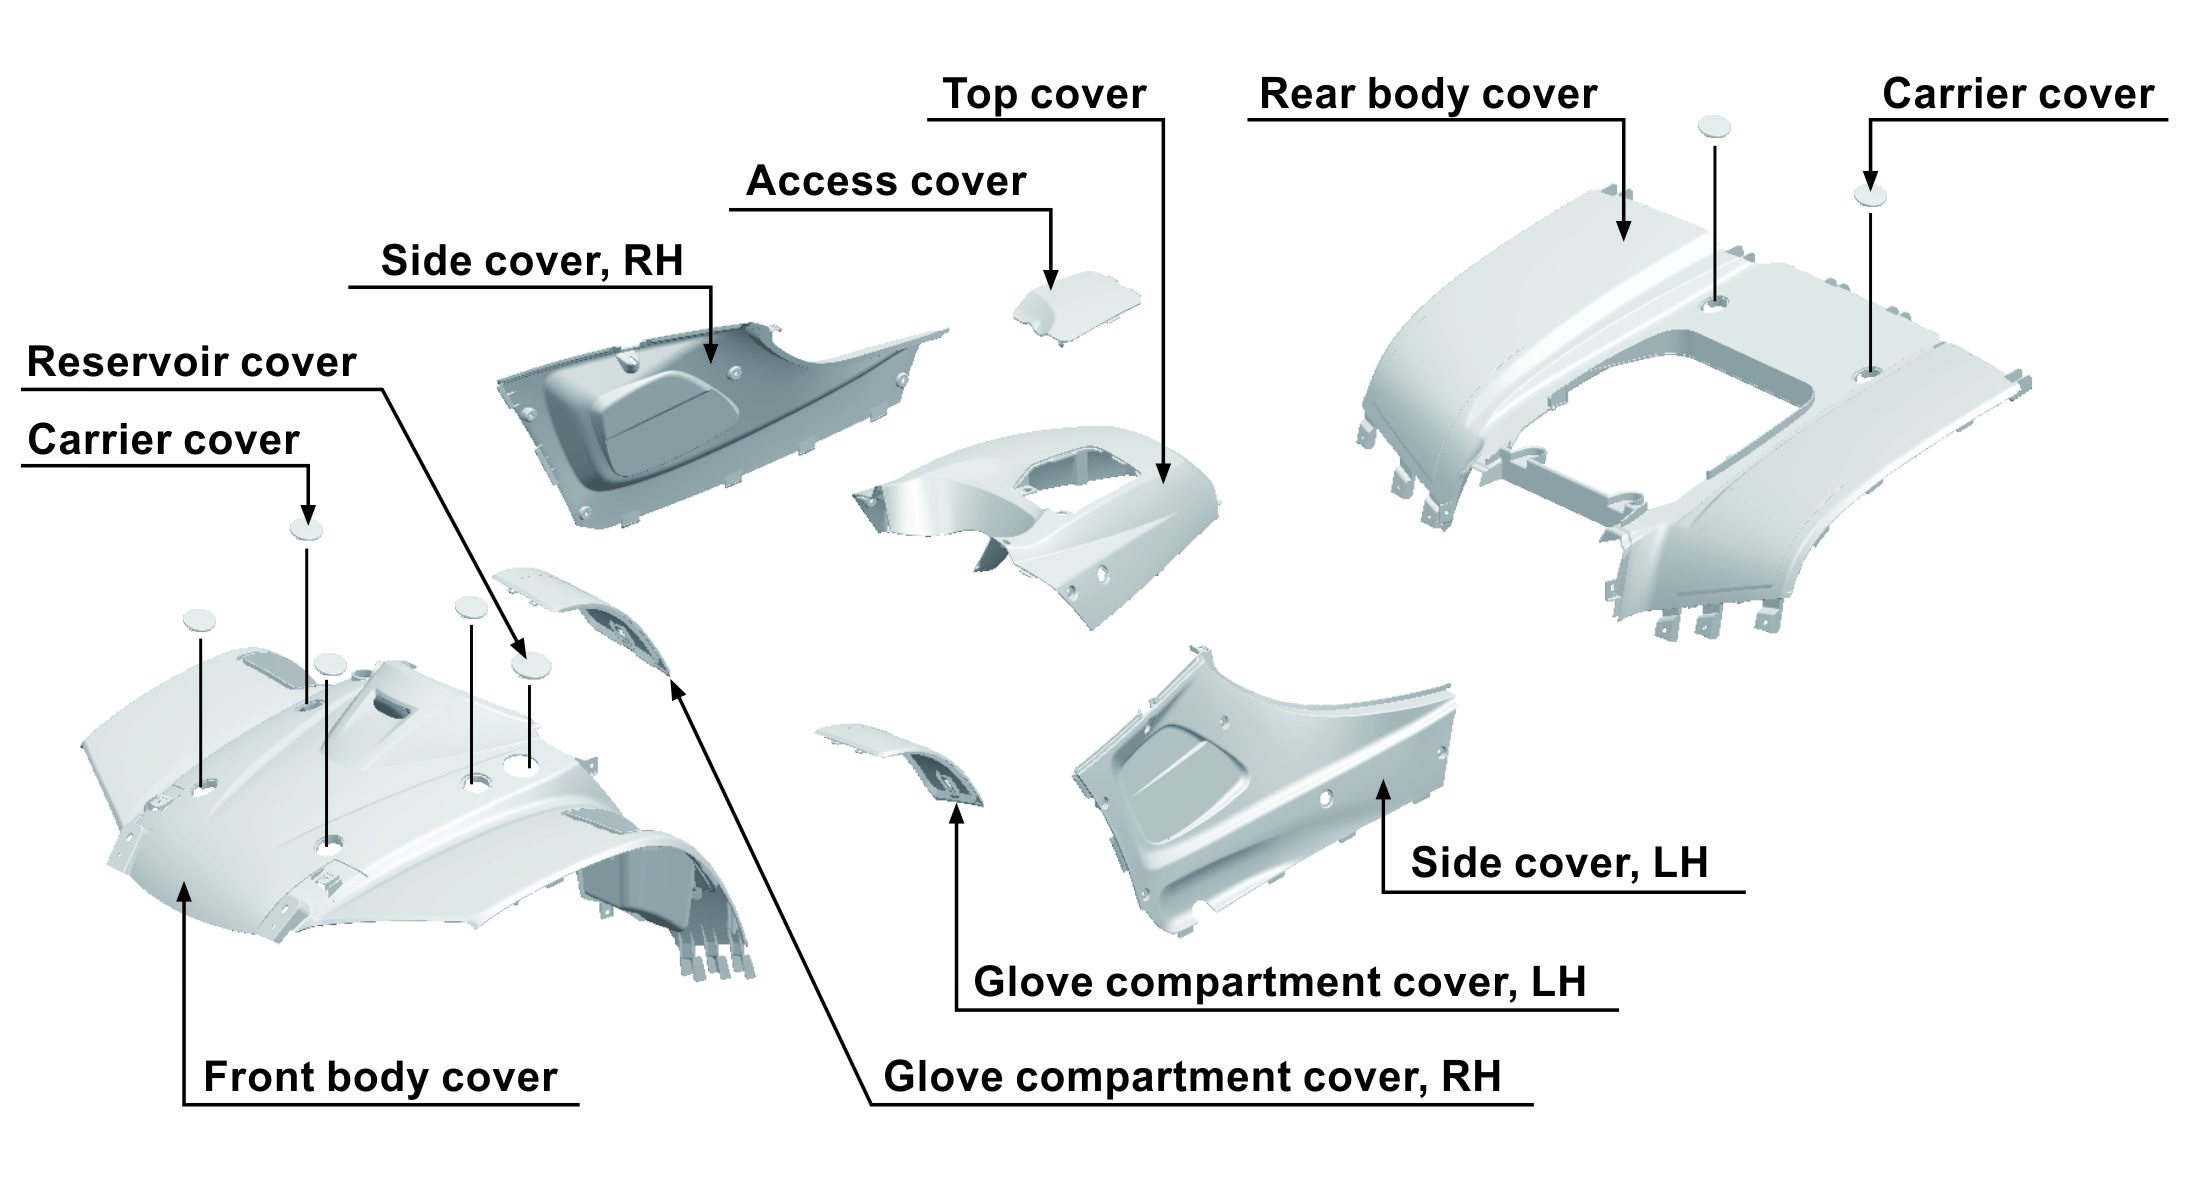 Top cover
Rear body cover
Carrier cover
Access cover
Side cover, RH
Reservoir cover
Carrier cover
Side cover, LH
Glove compartment cover, LH
Front body cover
Glove compartment cover, RH